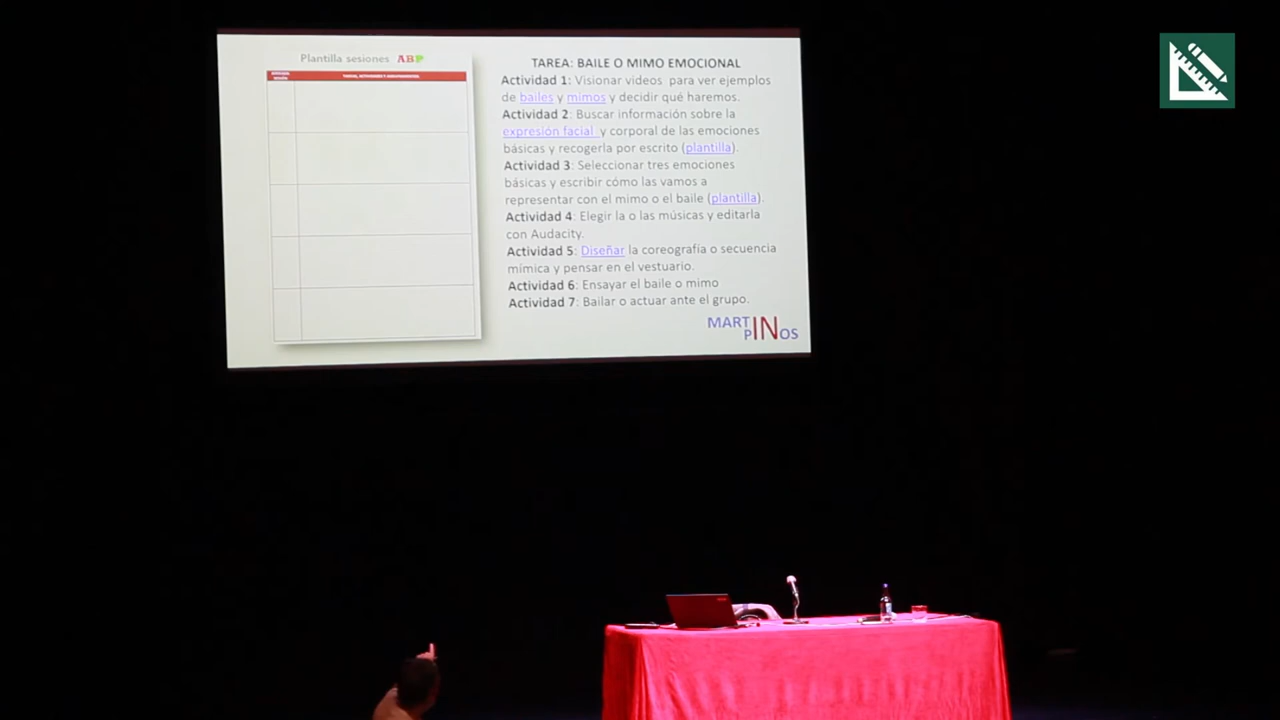 Plantilla sesiones ABP
TAREA: BAILE O MIMO EMOCIONAL
Actividad 1: Visionar videos para ver ejemplos
de bailes y mimos y decidir qué haremos.
Actividad 2: Buscar información sobre la
expresión facial y corporal de las emociones
básicas y recogerla por escrito (plantilla).
Actividad 3: Seleccionar tres emociones
básicas y escribir cómo las vamos a
representar con el mimo o el baile (plantilla).
Actividad 4: Elegir la o las músicas y editarla
con Audacity.
Actividad 5: Diseñar la coreografía o secuencia
mímica y pensar en el vestuario.
Actividad 6: Ensayar el baile o mimo
Actividad 7: Bailar o actuar ante el grupo.
MARTIN
PINOS